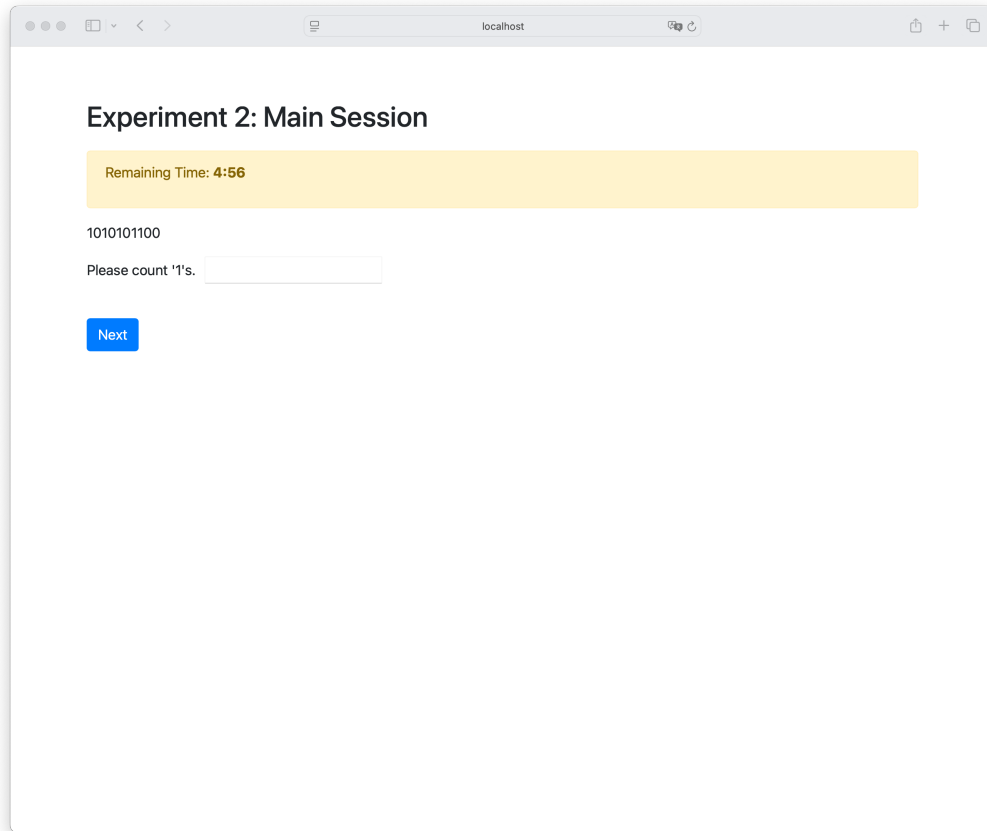 localhost
Experiment 2: Main Session
Remaining Time: 4:56
1010101100
Please count '1's.
Next